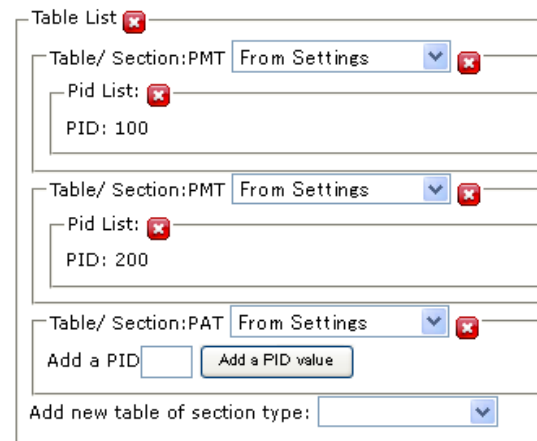 Table List
Table/ Section:PMT From Settings
Pid List:
PID: 100
Table/ Section:PMT From Settings
Pid List:
PID: 200
Table/ Section:PAT From Settings
Add a PID Add a PID value
Add new table of section type: